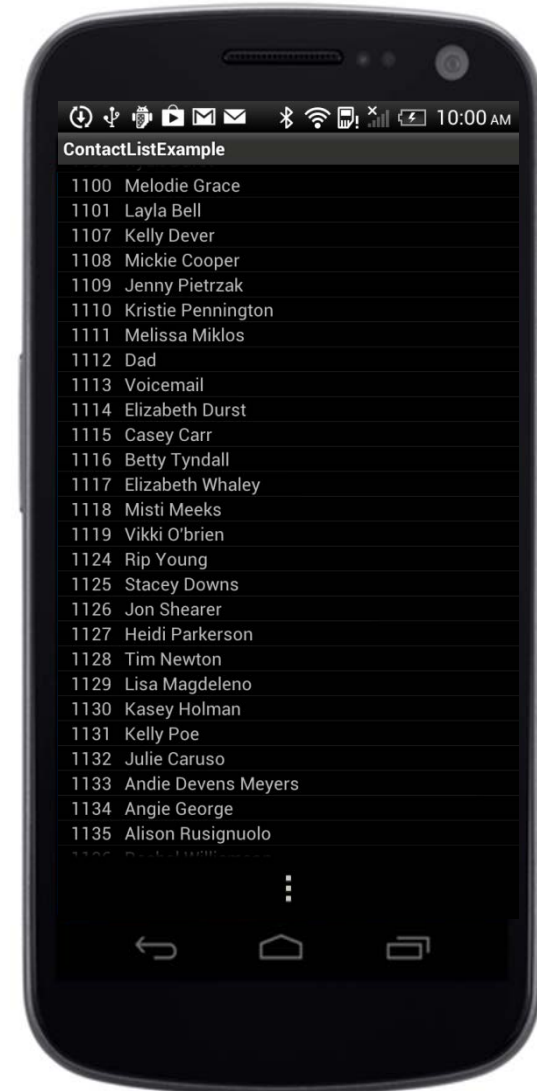 10:00 AM
ContactListExample
1100 Melodie Grace
1101 Layla Bell
1107 Kelly Dever
1108 Mickie Cooper
1109 Jenny Pietrzak
1110 Kristie Pennington
1111 Melissa Miklos
1112 Dad
1113 Voicemail
1114 Elizabeth Durst
1115 Casey Carr
1116 Betty Tyndall
1117 Elizabeth Whaley
1118 Misti Meeks
1119 Vikki O'brien
1124 Rip Young
1125 Stacey Downs
1126 Jon Shearer
1127 Heidi Parkerson
1128 Tim Newton
1129 Lisa Magdeleno
1130 Kasey Holman
1131 Kelly Poe
1132 Julie Caruso
1133 Andie Devens Meyers
1134 Angie George
1135 Alison Rusignuolo